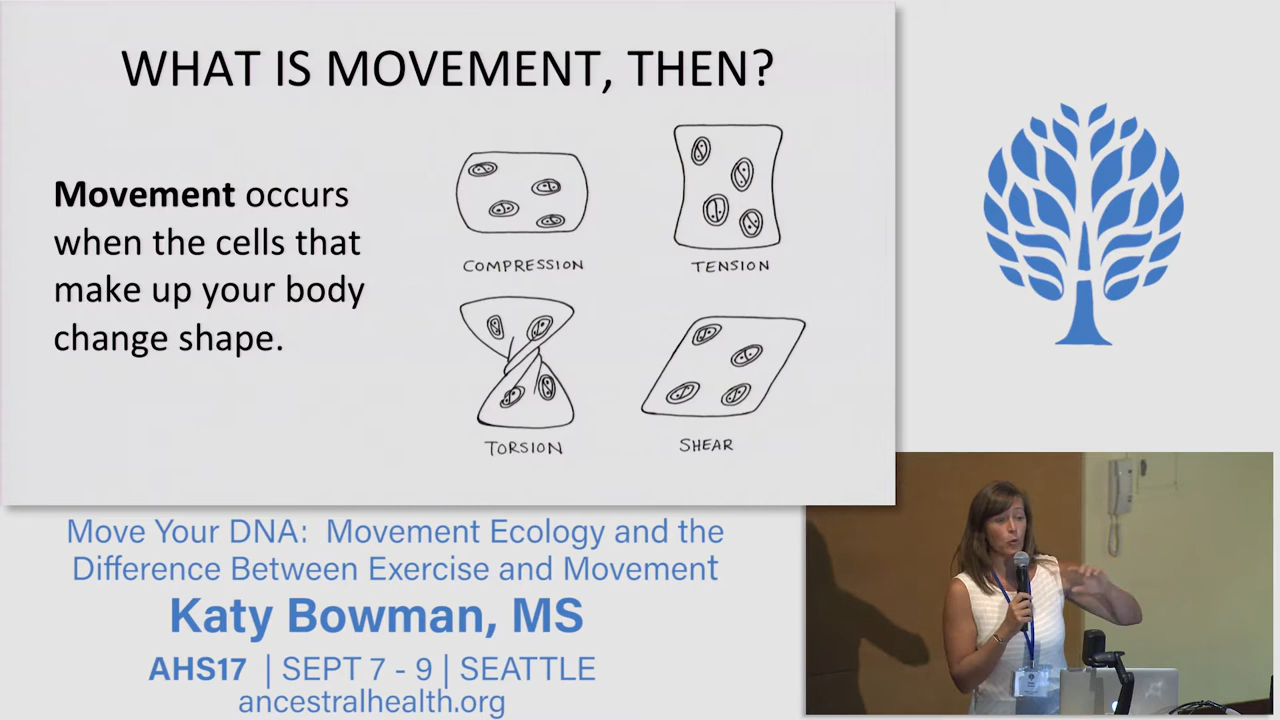 WHAT IS MOVEMENT, THEN?
Movement occurs
when the cells that
make up your body
change shape.
COMPRESSION
TENSION
TORSION
SHEAR
Move Your DNA: Movement Ecology and the
Difference Between Exercise and Movement
Katy Bowman, MS
AHS17 | SEPT 7 - 9 | SEATTLE
ancestralhealth.org